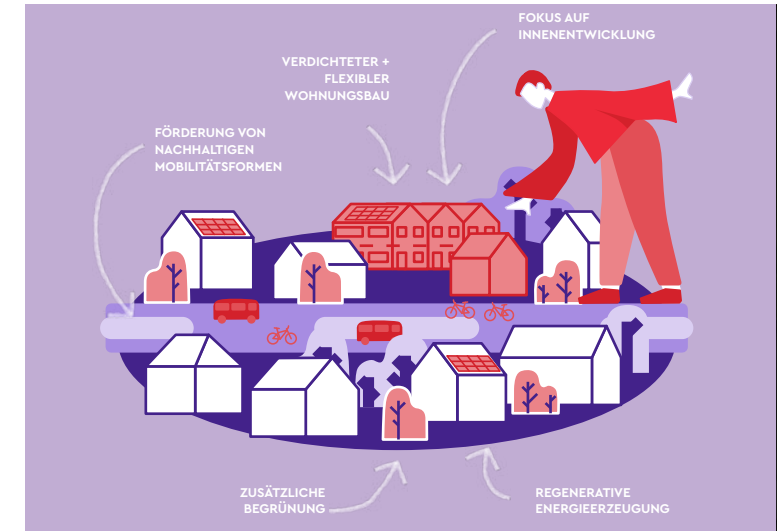 FOKUS AUF
INNENENTWICKLUNG
VERDICHTETER +
FLEXIBLER
WOHNUNGSBAU
FÖRDERUNG VON
NACHHALTIGEN
MOBILITÄTSFORMEN
ZUSÄTZLICHE
BEGRÜNUNG
REGENERATIVE
ENERGIEERZEUGUNG